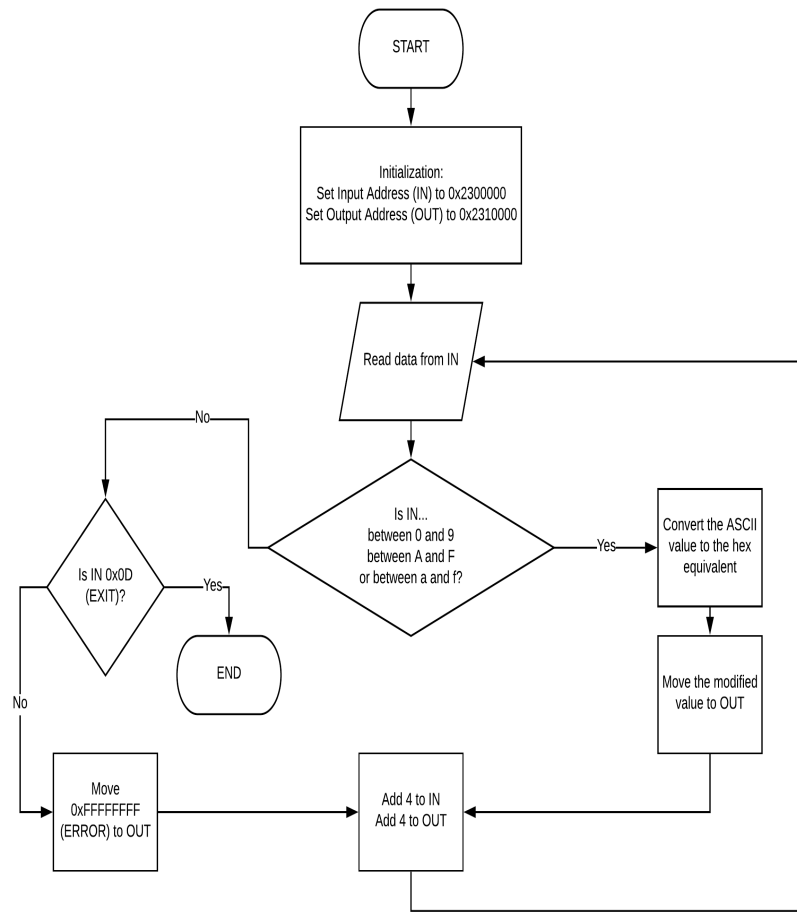 START
Initialization:
Set Input Address (IN) to 0x2300000
Set Output Address (OUT) to 0x2310000
Read data from IN
No
Is IN...
between 0 and 9
between A and F
or between a and f?
Yes
Convert the ASCII
value to the hex
equivalent
Is IN 0x0D
(EXIT)?
Yes
END
No
Move the modified
value to OUT
Move
0xFFFFFFFF
(ERROR) to OUT
Add 4 to IN
Add 4 to OUT